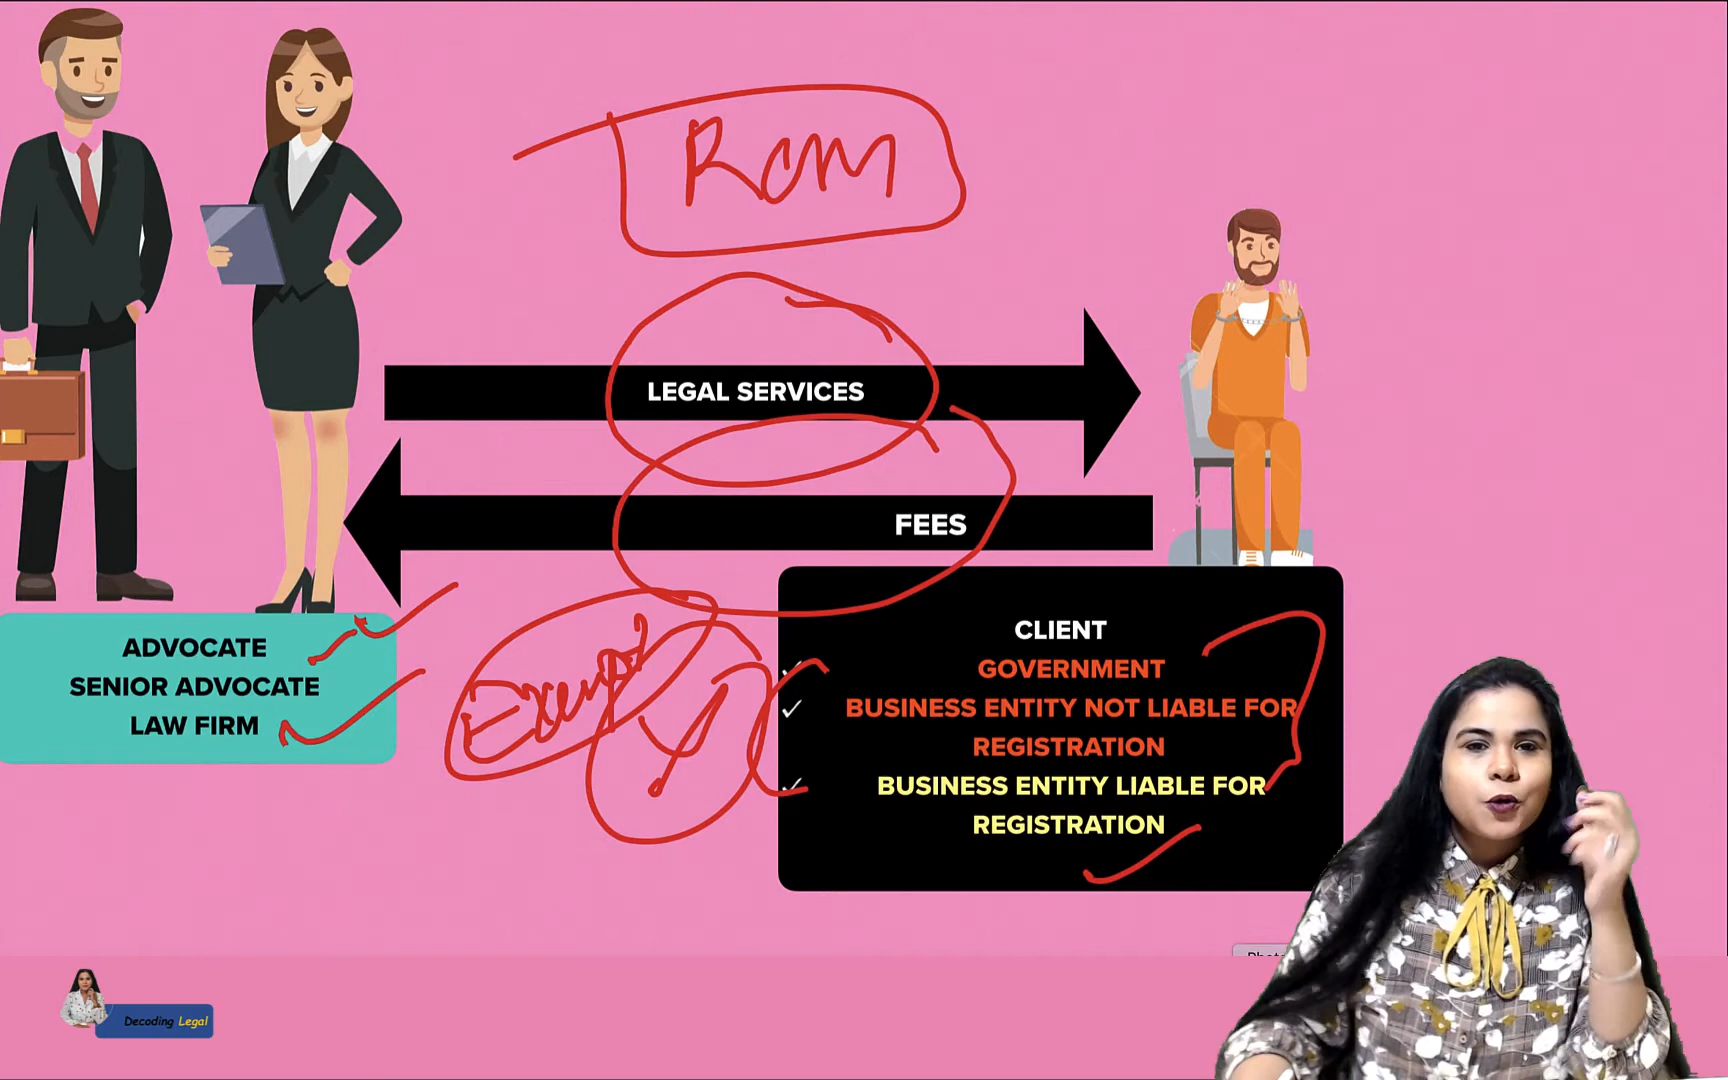 RCM
LEGAL SERVICES
FEES
ADVOCATE
SENIOR ADVOCATE
LAW FIRM
Exempt
CLIENT
GOVERNMENT
BUSINESS ENTITY NOT LIABLE FOR
REGISTRATION
BUSINESS ENTITY LIABLE FOR
REGISTRATION
Decoding Legal